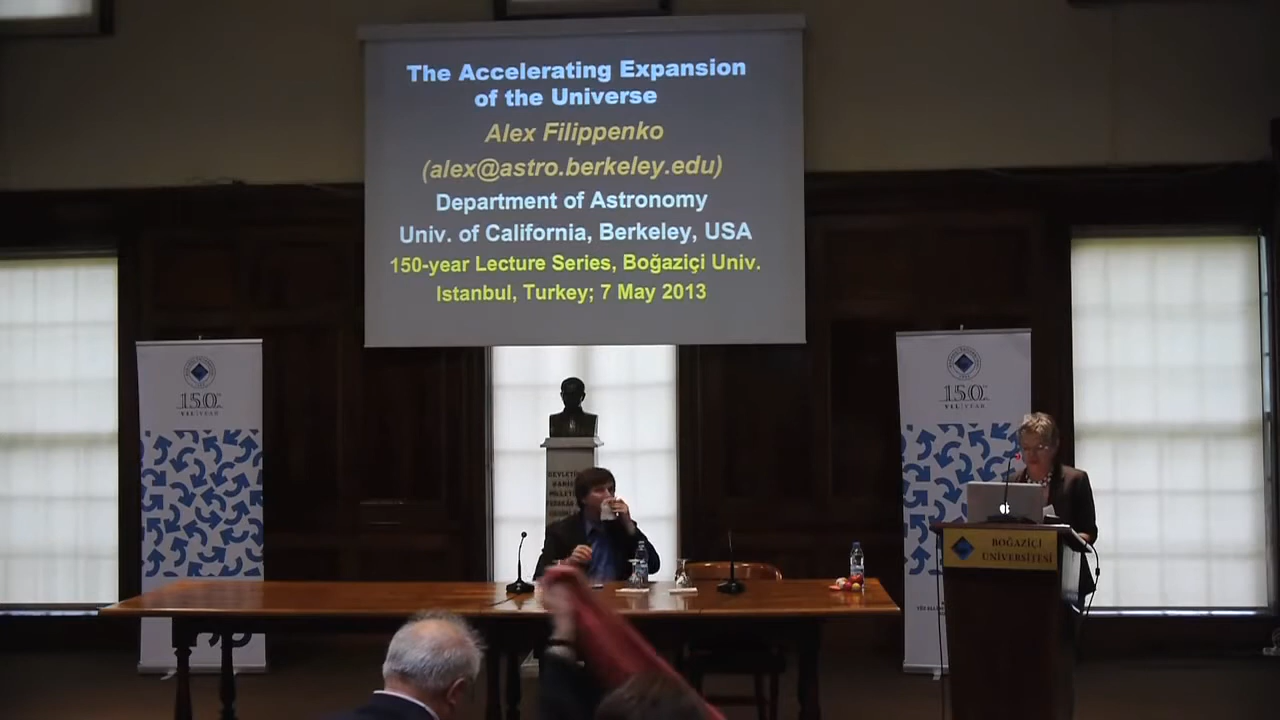 The Accelerating Expansion
of the Universe
Alex Filippenko
(alex@astro.berkeley.edu)
Department of Astronomy
Univ. of California, Berkeley, USA
150-year Lecture Series, Boğaziçi Univ.
Istanbul, Turkey; 7 May 2013
150
YIL|YEAR
150
YIL|YEAR
BOĞAZİÇİ
ÜNİVERSİTESİ